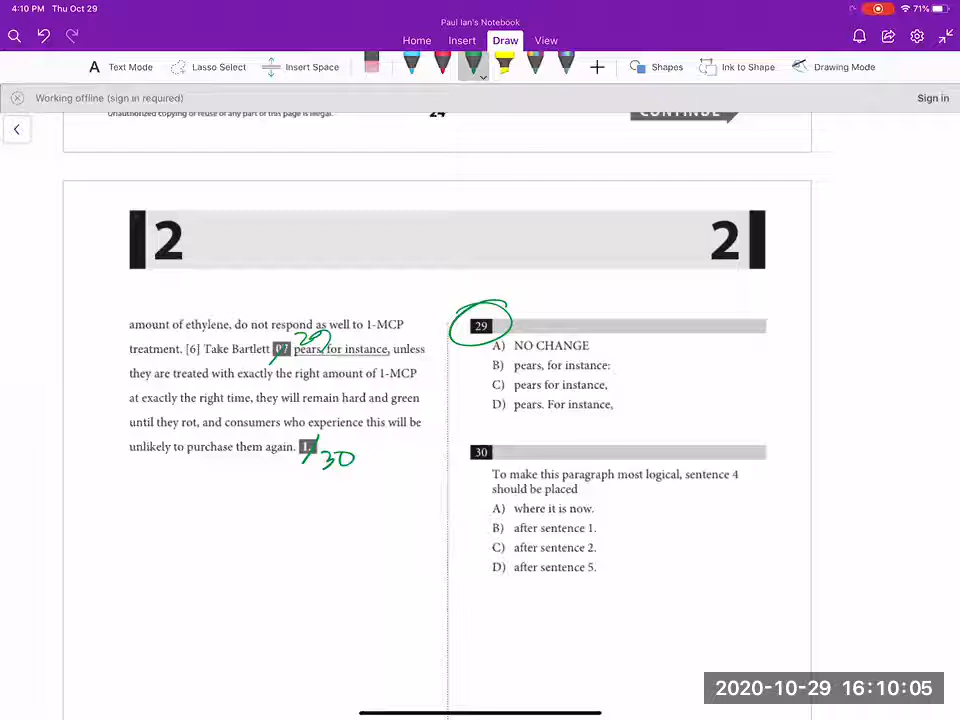 4:10 PM Thu Oct 29
71%
Paul Ian's Notebook
Home Insert Draw View
A Text Mode Lasso Select Insert Space + Shapes Ink to Shape Drawing Mode
Working offline (sign in required) Sign in
Unauthorized copying or reuse of any part of this page is illegal. 24 CONTINUE
2 2
amount of ethylene, do not respond as well to 1-MCP
29
treatment. [6] Take Bartlett pears, for instance, unless
they are treated with exactly the right amount of 1-MCP
at exactly the right time, they will remain hard and green
until they rot, and consumers who experience this will be
unlikely to purchase them again.
30
29
A) NO CHANGE
B) pears, for instance:
C) pears for instance,
D) pears. For instance,
30
To make this paragraph most logical, sentence 4
should be placed
A) where it is now.
B) after sentence 1.
C) after sentence 2.
D) after sentence 5.
2020-10-29 16:10:05